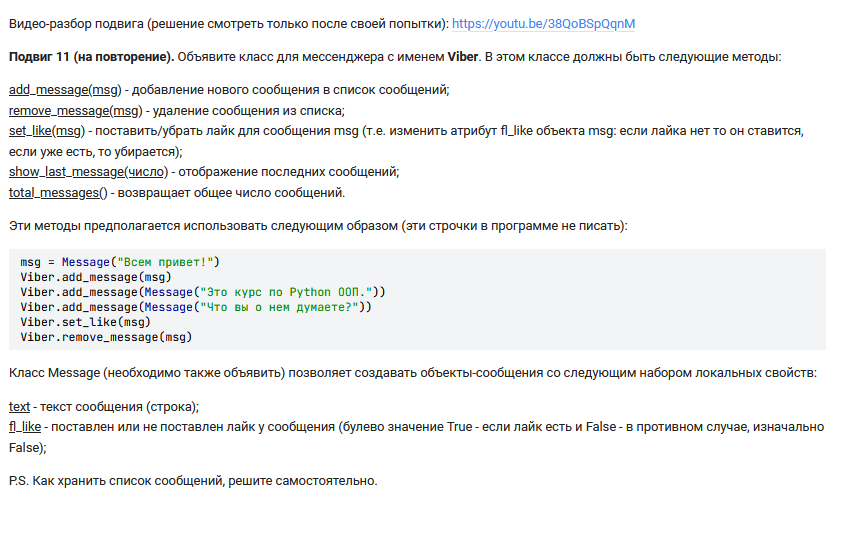 Видео-разбор подвига (решение смотреть только после своей попытки): https://youtu.be/38QoBSpQqnM
Подвиг 11 (на повторение). Объявите класс для мессенджера с именем Viber. В этом классе должны быть следующие методы:
add_message(msg) - добавление нового сообщения в список сообщений;
remove_message(msg) - удаление сообщения из списка;
set_like(msg) - поставить/убрать лайк для сообщения msg (т.е. изменить атрибут fl_like объекта msg: если лайка нет то он ставится,
если уже есть, то убирается);
show_last_message(число) - отображение последних сообщений;
total_messages() - возвращает общее число сообщений.
Эти методы предполагается использовать следующим образом (эти строчки в программе не писать):
msg = Message("Всем привет!")
Viber.add_message(msg)
Viber.add_message(Message("Это курс по Python ООП."))
Viber.add_message(Message("Что вы о нем думаете?"))
Viber.set_like(msg)
Viber.remove_message(msg)
Класс Message (необходимо также объявить) позволяет создавать объекты-сообщения со следующим набором локальных свойств:
text - текст сообщения (строка);
fl_like - поставлен или не поставлен лайк у сообщения (булево значение True - если лайк есть и False - в противном случае, изначально
False);
P.S. Как хранить список сообщений, решите самостоятельно.